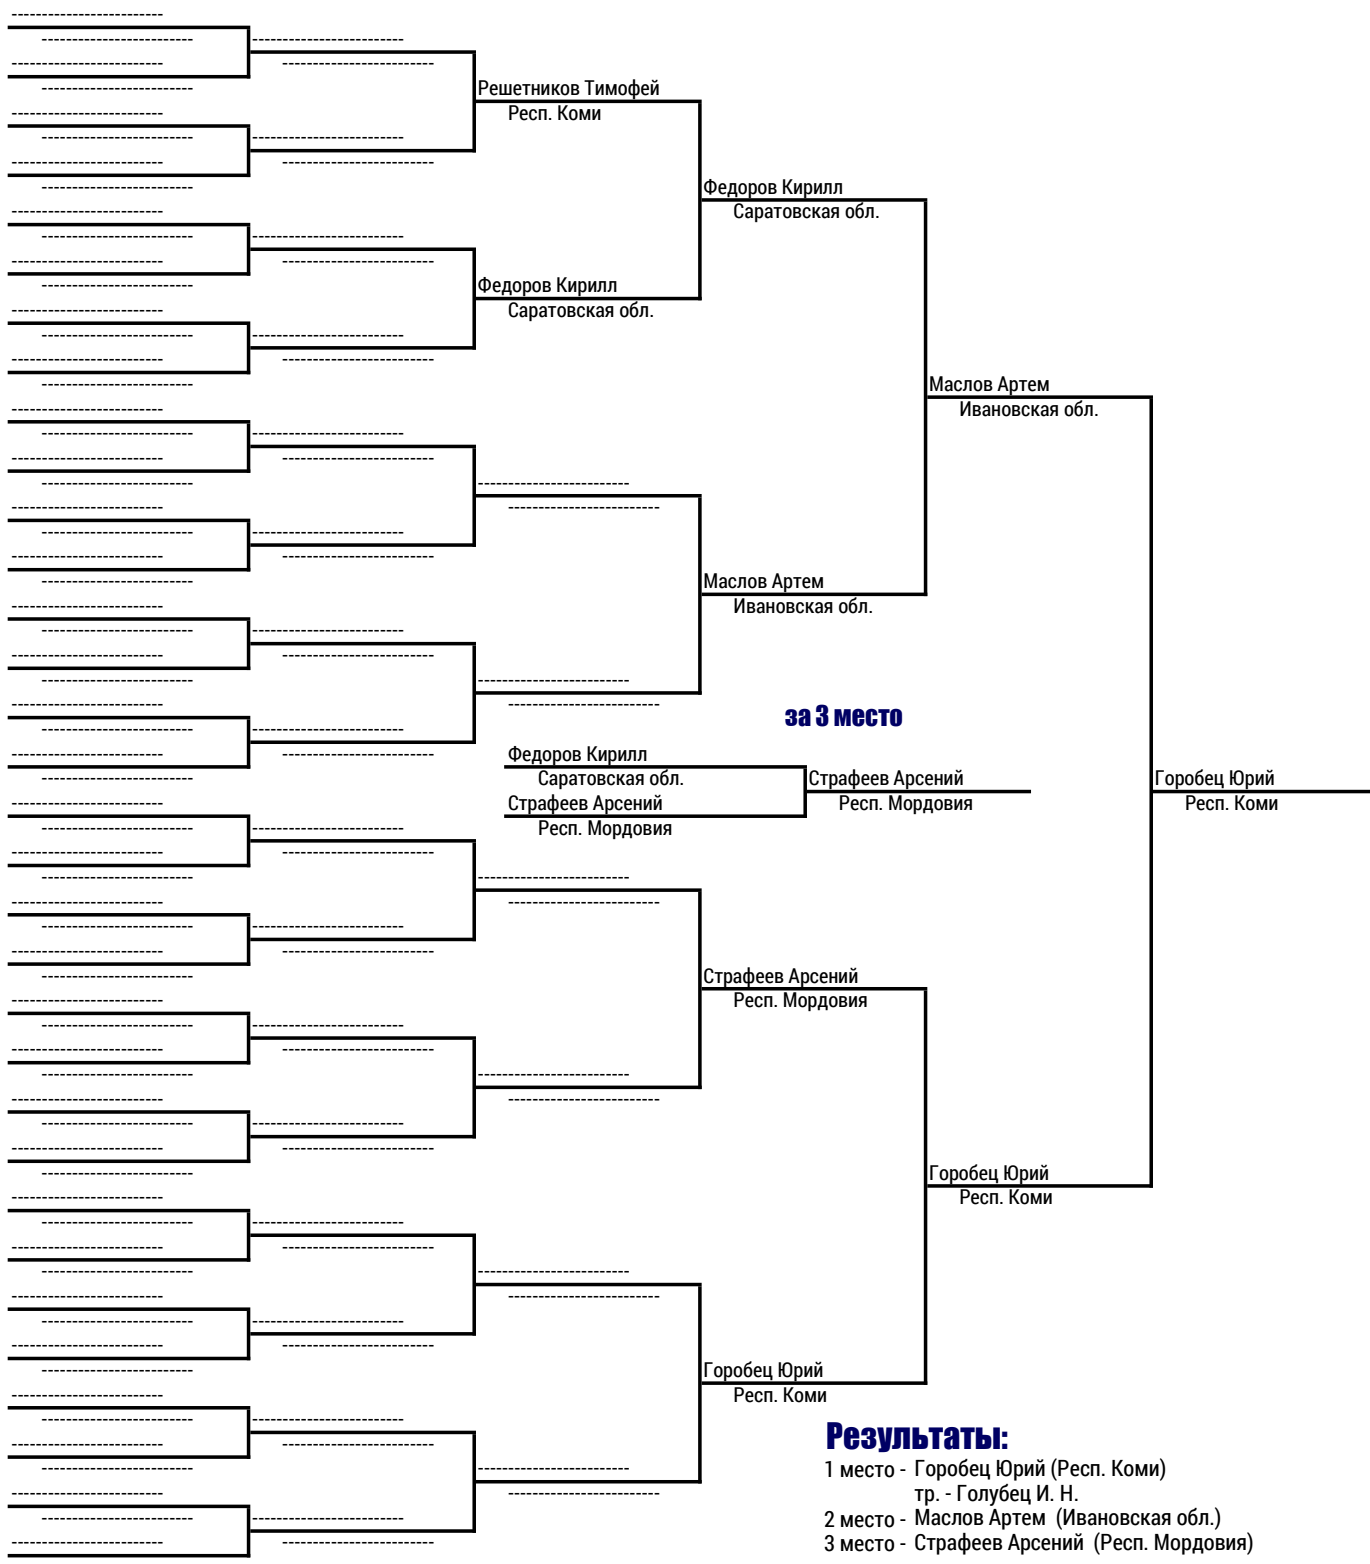 Решетников Тимофей
Респ. Коми
Федоров Кирилл
Саратовская обл.
Федоров Кирилл
Саратовская обл.
Маслов Артем
Ивановская обл.
Маслов Артем
Ивановская обл.
за 3 место
Федоров Кирилл
Саратовская обл.
Страфеев Арсений
Респ. Мордовия
Страфеев Арсений
Респ. Мордовия
Горобец Юрий
Респ. Коми
Страфеев Арсений
Респ. Мордовия
Горобец Юрий
Респ. Коми
Горобец Юрий
Респ. Коми
Результаты:
1 место - Горобец Юрий (Респ. Коми)
тр. - Голубец И. Н.
2 место - Маслов Артем (Ивановская обл.)
3 место - Страфеев Арсений (Респ. Мордовия)